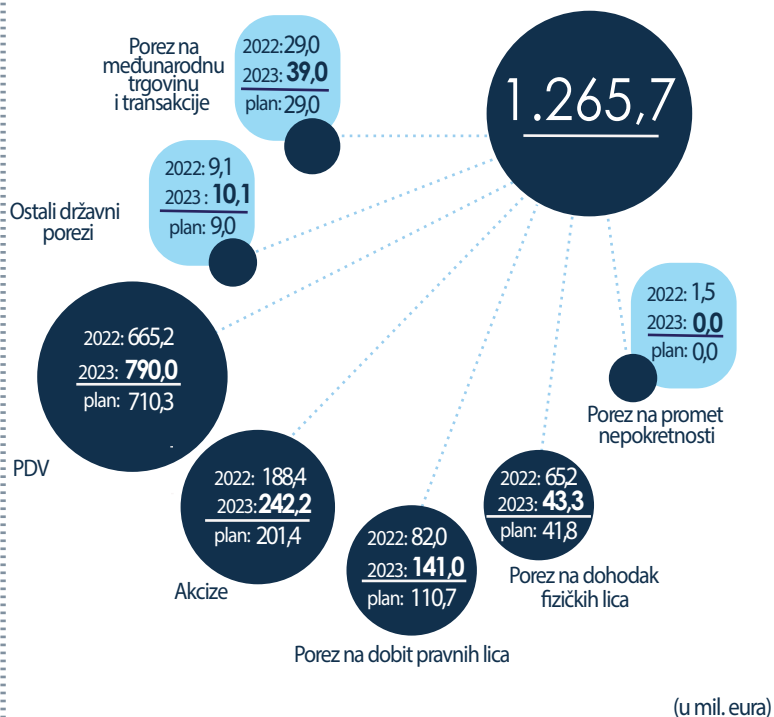 1.265,7
Porez na
međunarodnu
trgovinu
i transakcije
2022:29,0
2023: 39,0
plan: 29,0
Ostali državni
porezi
2022: 9,1
2023 : 10,1
plan: 9,0
2022: 665,2
2023: 790,0
plan: 710,3
PDV
2022: 188,4
2023: 242,2
plan: 201,4
Akcize
2022: 82,0
2023: 141,0
plan: 110,7
Porez na dobit pravnih lica
2022: 65,2
2023: 43,3
plan: 41,8
Porez na dohodak
fizičkih lica
2022: 1,5
2023: 0,0
plan: 0,0
Porez na promet
nepokretnosti
(u mil. eura)